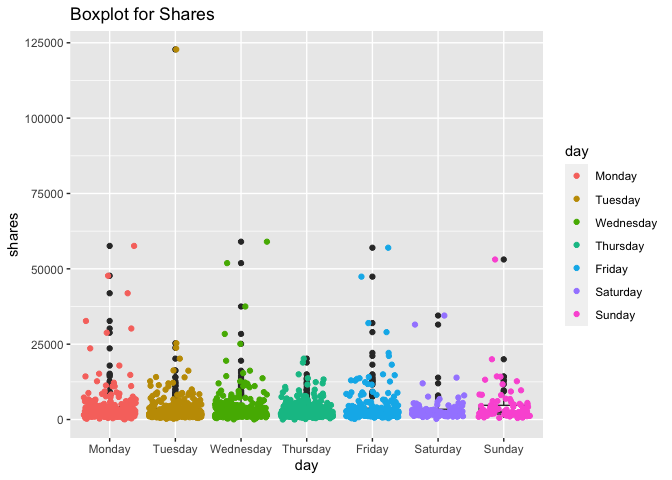 Boxplot for Shares
125000
100000
75000
50000
25000
0
shares
Monday Tuesday Wednesday Thursday Friday Saturday Sunday
day
day
Monday
Tuesday
Wednesday
Thursday
Friday
Saturday
Sunday